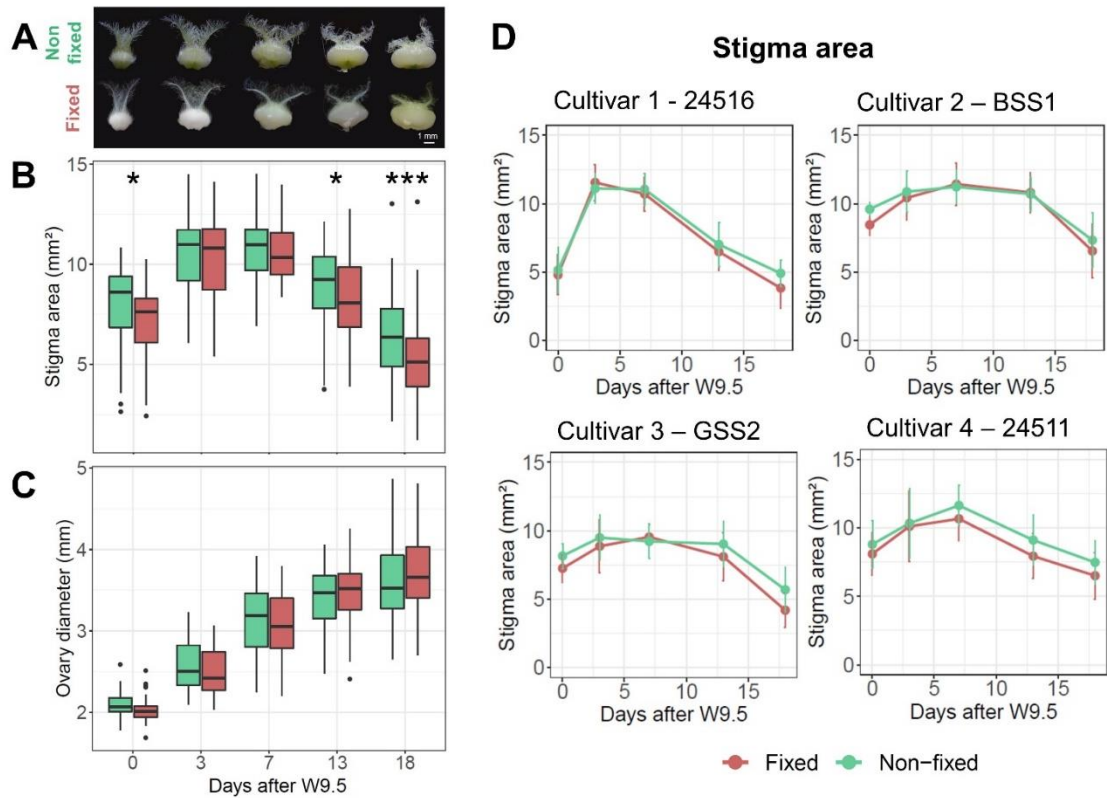 A
Non
fixed
Fixed
1 mm
B
Stigma area (mm²)
15
10
5
*
*
***
C
Ovary diameter (mm)
5
4
3
2
0
3
7
13
18
Days after W9.5
D
Stigma area
Cultivar 1 - 24516
Stigma area (mm²)
15
10
5
0
0
5
10
15
Days after W9.5
Cultivar 2 – BSS1
Stigma area (mm²)
15
10
5
0
0
5
10
15
Days after W9.5
Cultivar 3 – GSS2
Stigma area (mm²)
15
10
5
0
0
5
10
15
Days after W9.5
Cultivar 4 – 24511
Stigma area (mm²)
15
10
5
0
0
5
10
15
Days after W9.5
Fixed
Non−fixed